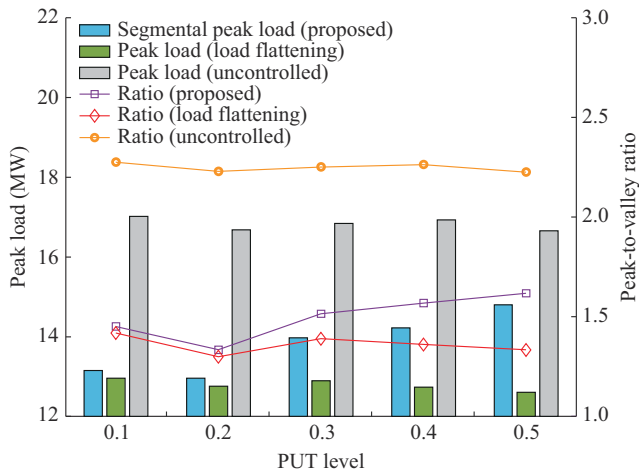 Segmental peak load (proposed)
Peak load (load flattening)
Peak load (uncontrolled)
Ratio (proposed)
Ratio (load flattening)
Ratio (uncontrolled)
Peak load (MW)
22
20
18
16
14
12
Peak-to-valley ratio
3.0
2.5
2.0
1.5
1.0
0.1
0.2
0.3
0.4
0.5
PUT level